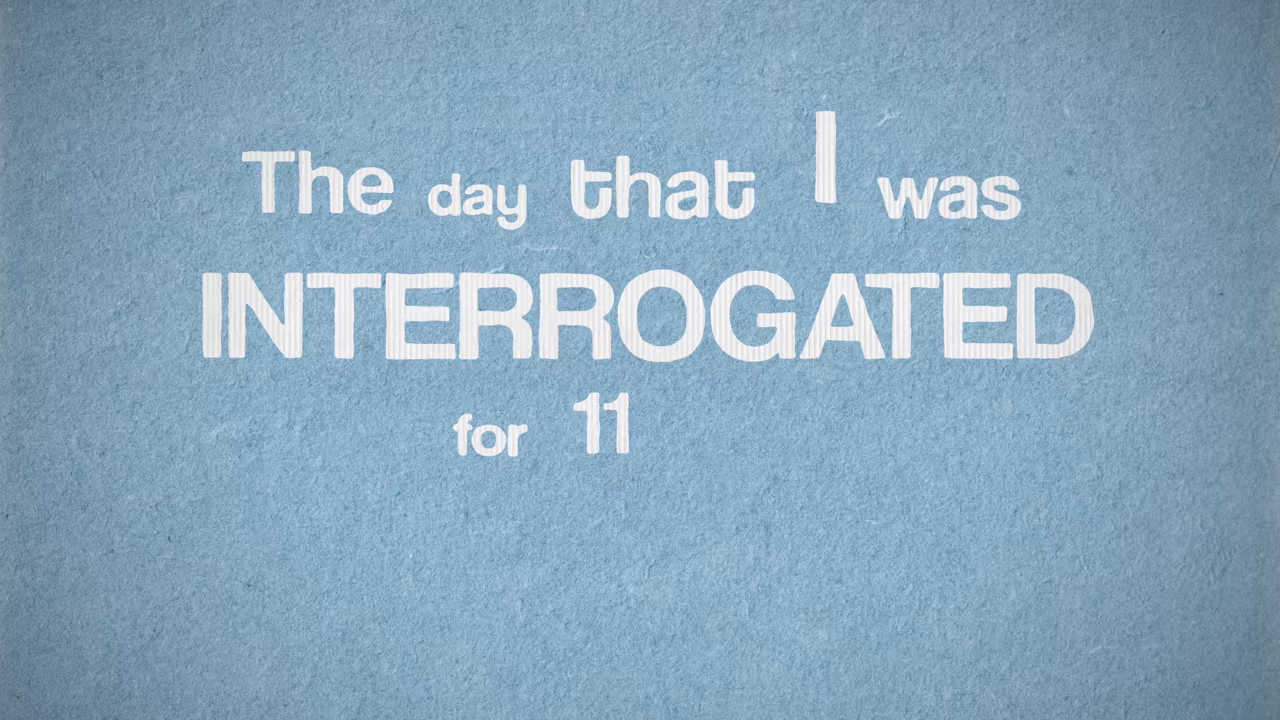 The day that I was
INTERROGATED
for 11